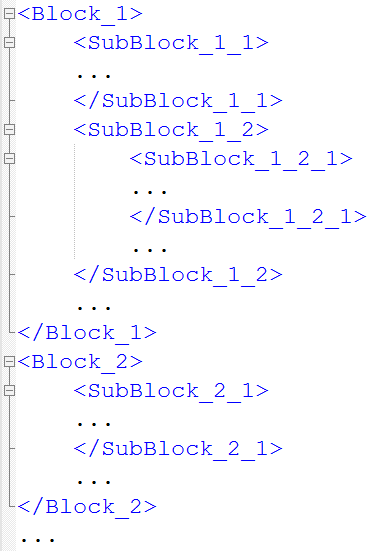 <Block_1>
<SubBlock_1_1>
...
</SubBlock_1_1>
<SubBlock_1_2>
<SubBlock_1_2_1>
...
</SubBlock_1_2_1>
...
</SubBlock_1_2>
...
</Block_1>
<Block_2>
<SubBlock_2_1>
...
</SubBlock_2_1>
...
</Block_2>
...